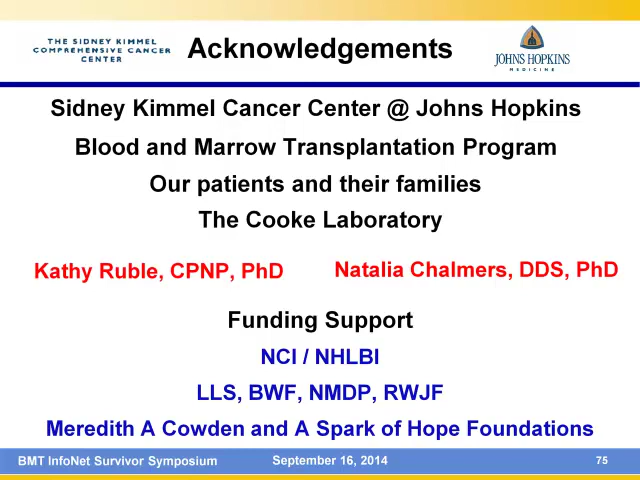 THE SIDNEY KIMMEL
COMPREHENSIVE CANCER
CENTER
Acknowledgements
JOHNS HOPKINS
MEDICINE
Sidney Kimmel Cancer Center @ Johns Hopkins
Blood and Marrow Transplantation Program
Our patients and their families
The Cooke Laboratory
Kathy Ruble, CPNP, PhD Natalia Chalmers, DDS, PhD
Funding Support
NCI / NHLBI
LLS, BWF, NMDP, RWJF
Meredith A Cowden and A Spark of Hope Foundations
BMT InfoNet Survivor Symposium September 16, 2014 75